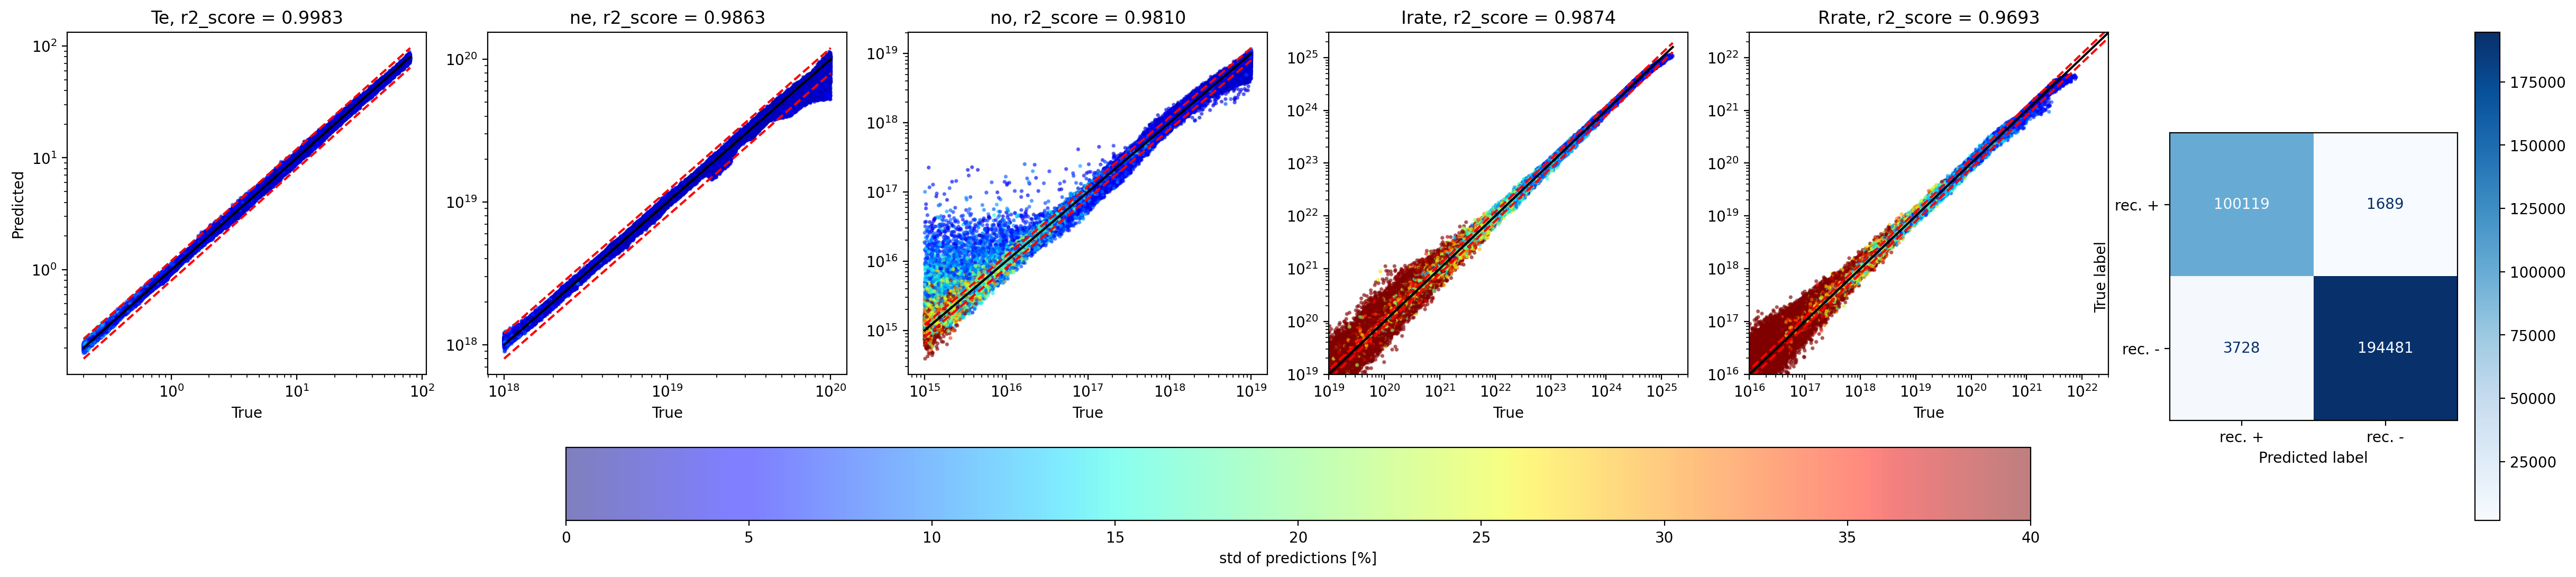 Te, r2_score = 0.9983
10²
10¹
10⁰
Predicted
10⁰ 10¹ 10²
True
ne, r2_score = 0.9863
10²⁰
10¹⁹
10¹⁸
10¹⁸ 10¹⁹ 10²⁰
True
no, r2_score = 0.9810
10¹⁹
10¹⁸
10¹⁷
10¹⁶
10¹⁵
10¹⁵ 10¹⁶ 10¹⁷ 10¹⁸ 10¹⁹
True
Irate, r2_score = 0.9874
10²⁵
10²⁴
10²³
10²²
10²¹
10²⁰
10¹⁹
10¹⁹ 10²⁰ 10²¹ 10²² 10²³ 10²⁴ 10²⁵
True
Rrate, r2_score = 0.9693
10²²
10²¹
10²⁰
10¹⁹
10¹⁸
10¹⁷
10¹⁶
10¹⁶ 10¹⁷ 10¹⁸ 10¹⁹ 10²⁰ 10²¹ 10²²
True
True label
rec. + 100119 1689
rec. - 3728 194481
rec. + rec. -
Predicted label
175000
150000
125000
100000
75000
50000
25000
0 5 10 15 20 25 30 35 40
std of predictions [%]